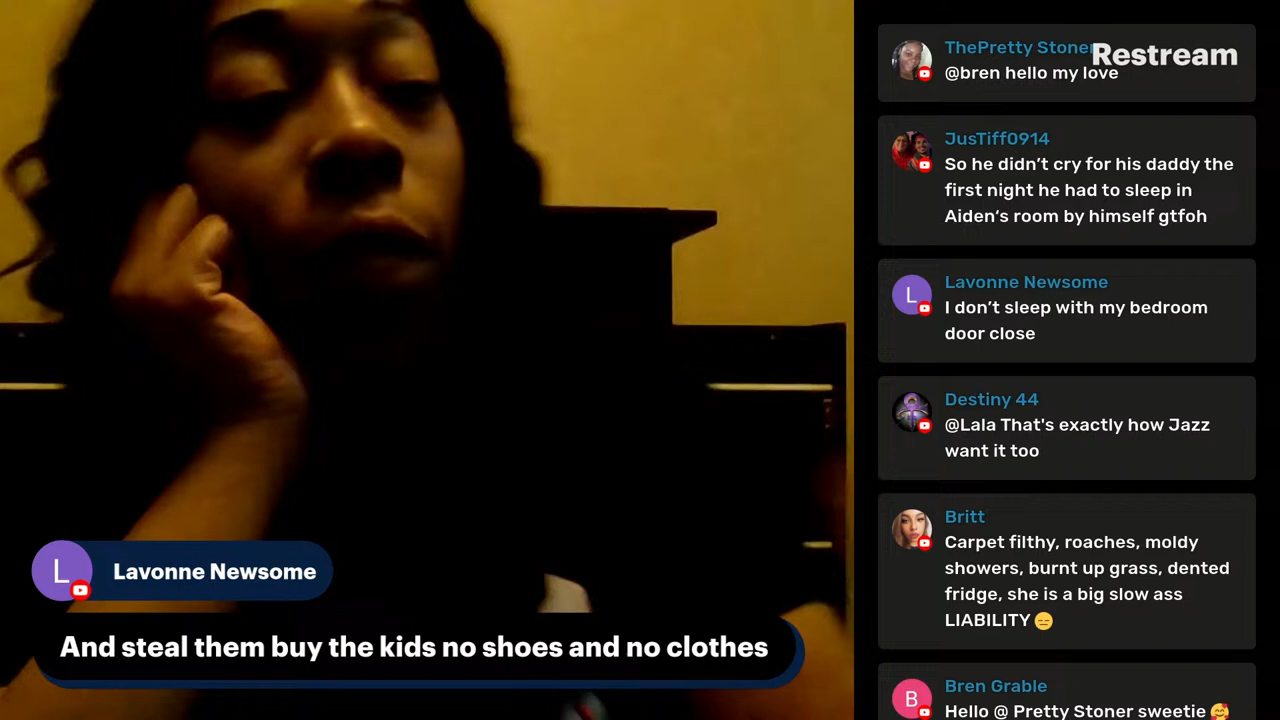 ThePretty Stoner
Restream
@bren hello my love
JusTiff0914
So he didn’t cry for his daddy the
first night he had to sleep in
Aiden‘s room by himself gtfoh
L
Lavonne Newsome
I don’t sleep with my bedroom
door close
Destiny 44
@Lala That's exactly how Jazz
want it too
Britt
Carpet filthy, roaches, moldy
showers, burnt up grass, dented
fridge, she is a big slow ass
LIABILITY 😑
B
Bren Grable
Hello @ Pretty Stoner sweetie 🥰
L
Lavonne Newsome
And steal them buy the kids no shoes and no clothes